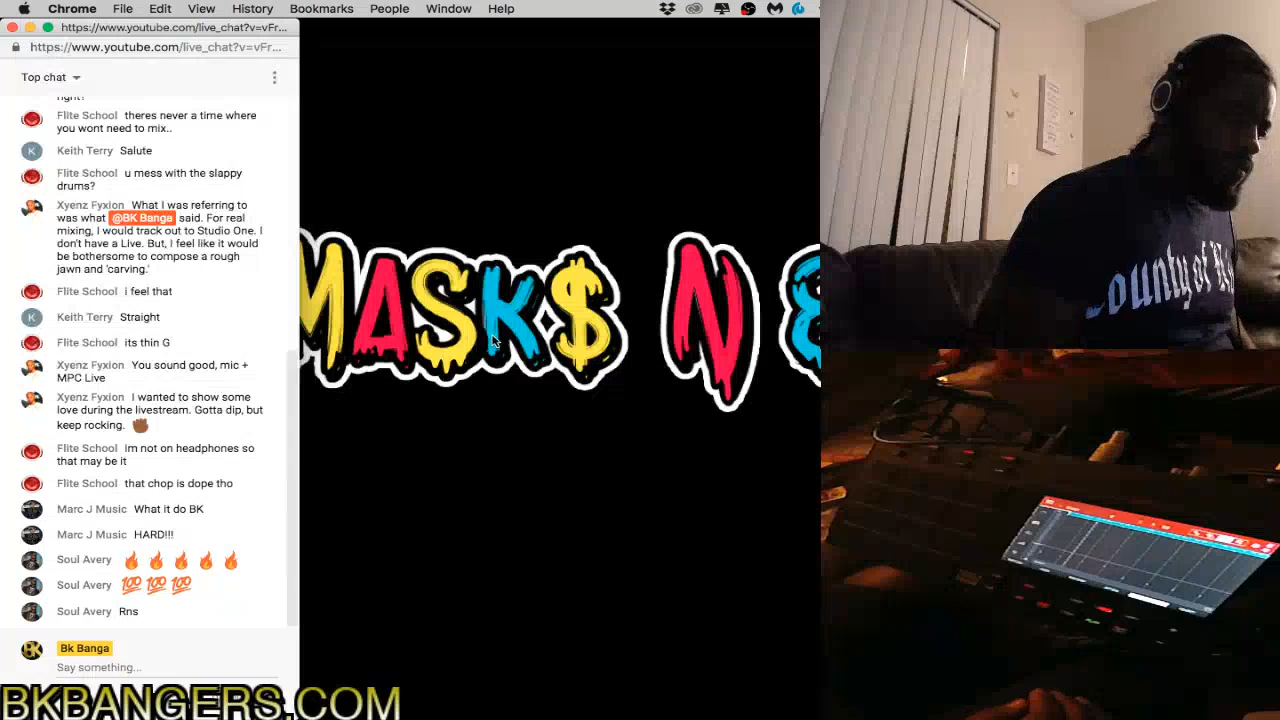 Chrome File Edit View History Bookmarks People Window Help
https://www.youtube.com/live_chat?v=vFr...
https://www.youtube.com/live_chat?v=vFr...
Top chat
right?
Flite School theres never a time where
you wont need to mix..
Keith Terry Salute
Flite School u mess with the slappy
drums?
Xyenz Fyxion What I was referring to
was what @BK Banga said. For real
mixing, I would track out to Studio One. I
don't have a Live. But, I feel like it would
be bothersome to compose a rough
jawn and 'carving.'
Flite School i feel that
Keith Terry Straight
Flite School its thin G
Xyenz Fyxion You sound good, mic +
MPC Live
Xyenz Fyxion I wanted to show some
love during the livestream. Gotta dip, but
keep rocking.
Flite School im not on headphones so
that may be it
Flite School that chop is dope tho
Marc J Music What it do BK
Marc J Music HARD!!!
Soul Avery 🔥 🔥 🔥 🔥 🔥
Soul Avery 💯 💯 💯
Soul Avery Rns
BK Bk Banga
Say something...
MASK$ N 8
County of
BKBANGERS.COM